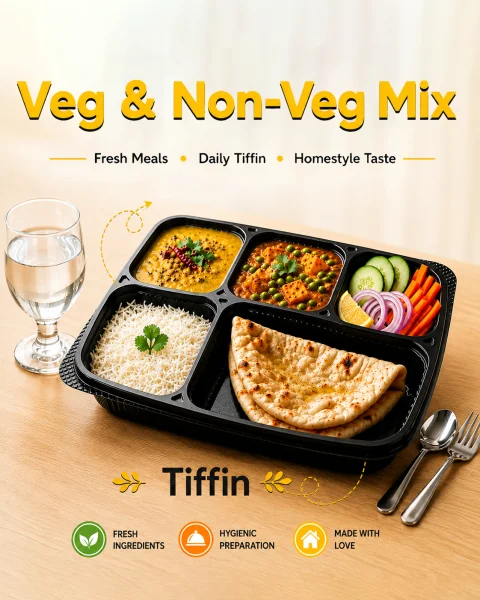 Veg & Non-Veg Mix
Fresh Meals • Daily Tiffin • Homestyle Taste
Tiffin
FRESH
INGREDIENTS
HYGIENIC
PREPARATION
MADE WITH
LOVE